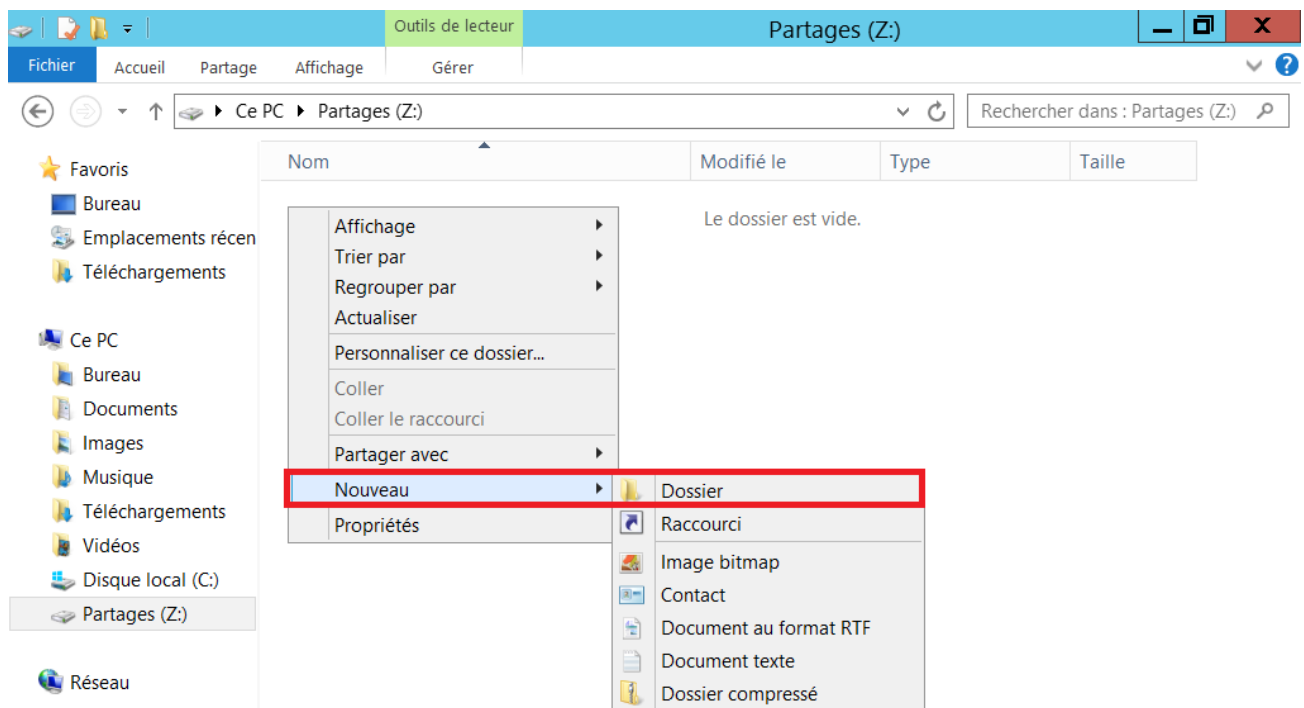 Outils de lecteur
Partages (Z:)
Fichier Accueil Partage Affichage Gérer
Ce PC Partages (Z:)
Rechercher dans : Partages (Z:)
Favoris
Bureau
Emplacements récen
Téléchargements
Ce PC
Bureau
Documents
Images
Musique
Téléchargements
Vidéos
Disque local (C:)
Partages (Z:)
Réseau
Nom Modifié le Type Taille
Le dossier est vide.
Affichage
Trier par
Regrouper par
Actualiser
Personnaliser ce dossier...
Coller
Coller le raccourci
Partager avec
Nouveau
Propriétés
Dossier
Raccourci
Image bitmap
Contact
Document au format RTF
Document texte
Dossier compressé